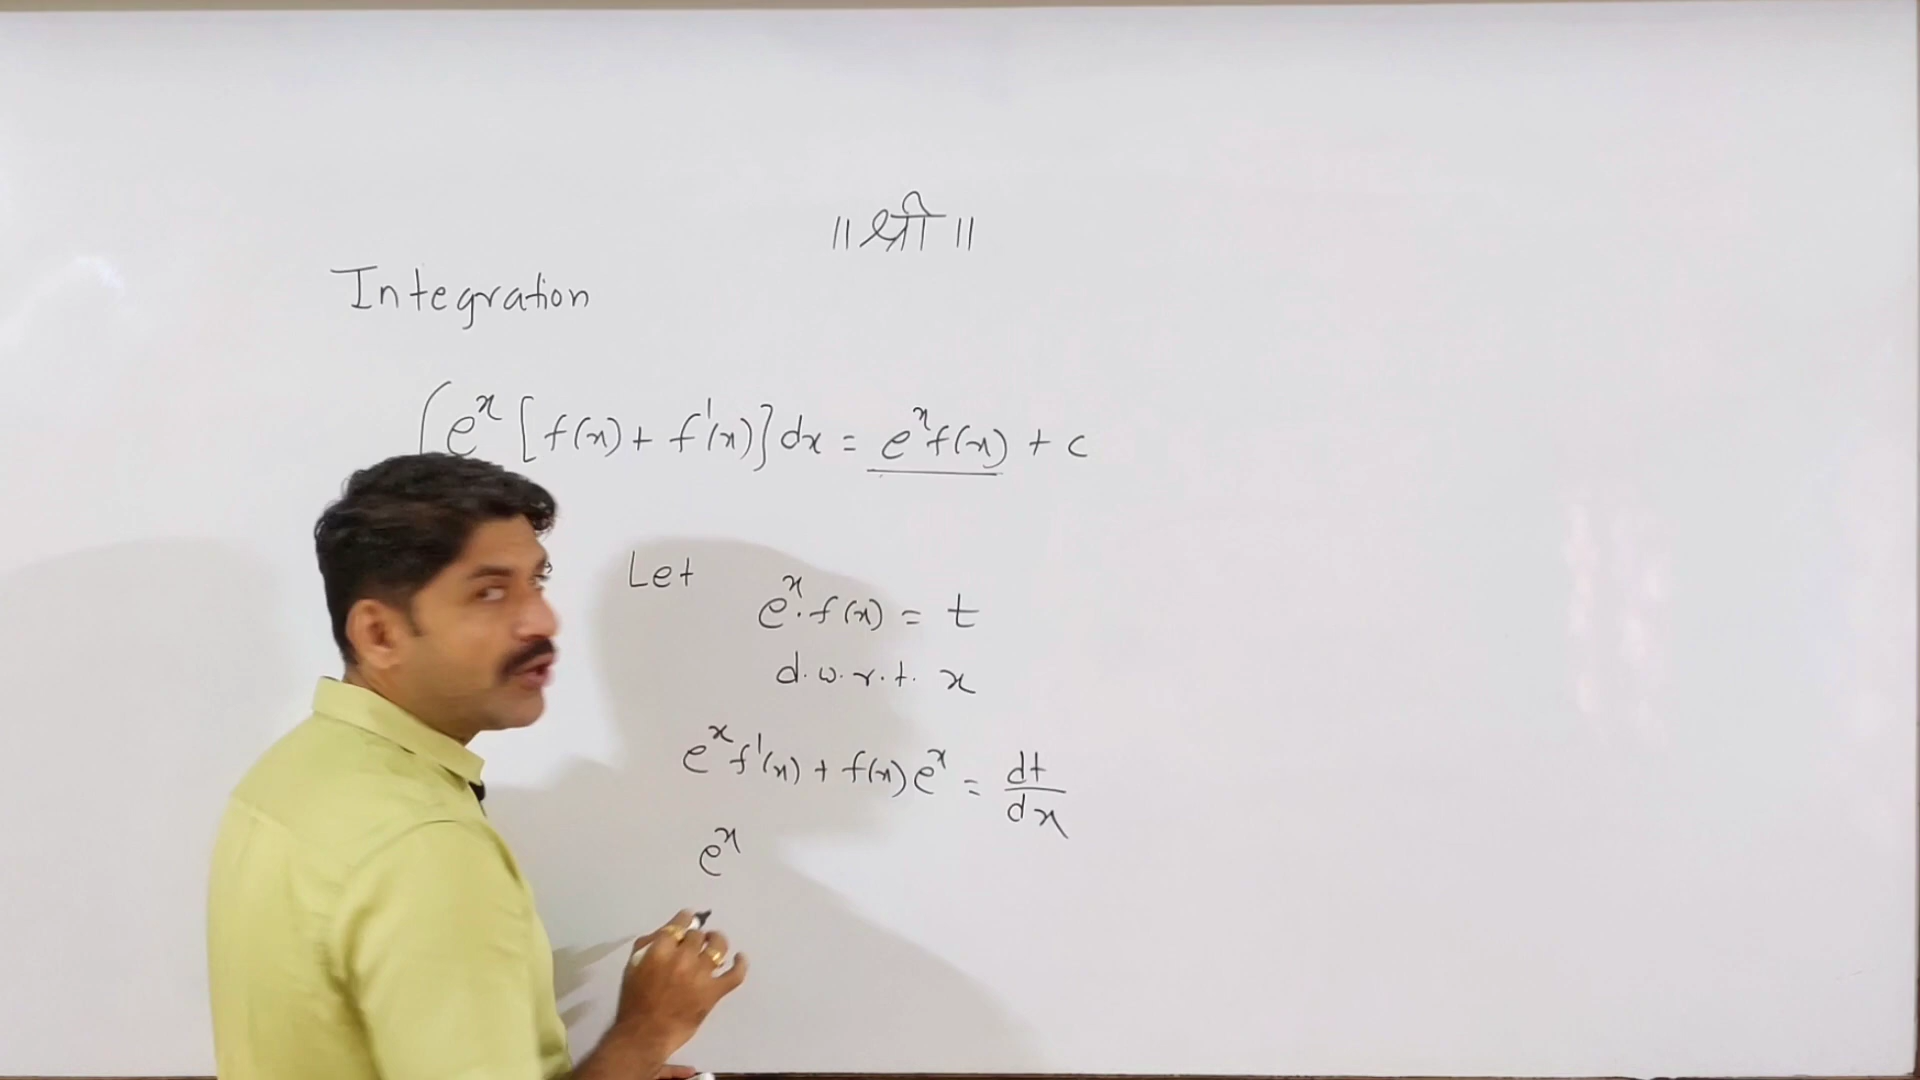 ॥ श्री ॥
Integration
∫ e^x [f(x) + f'(x)] dx = e^x f(x) + c
Let
e^x · f(x) = t
d. w. r. t. x
e^x f'(x) + f(x) e^x = dt/dx
e^x